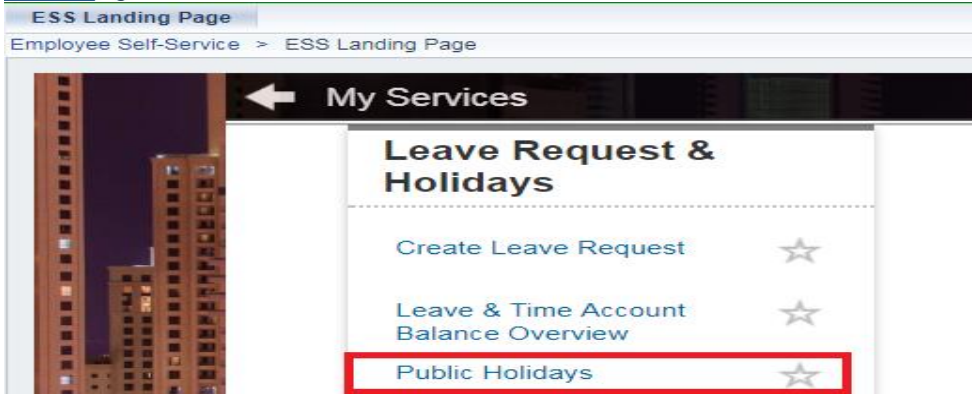 ESS Landing Page
Employee Self-Service > ESS Landing Page
My Services
Leave Request &
Holidays
Create Leave Request
Leave & Time Account
Balance Overview
Public Holidays